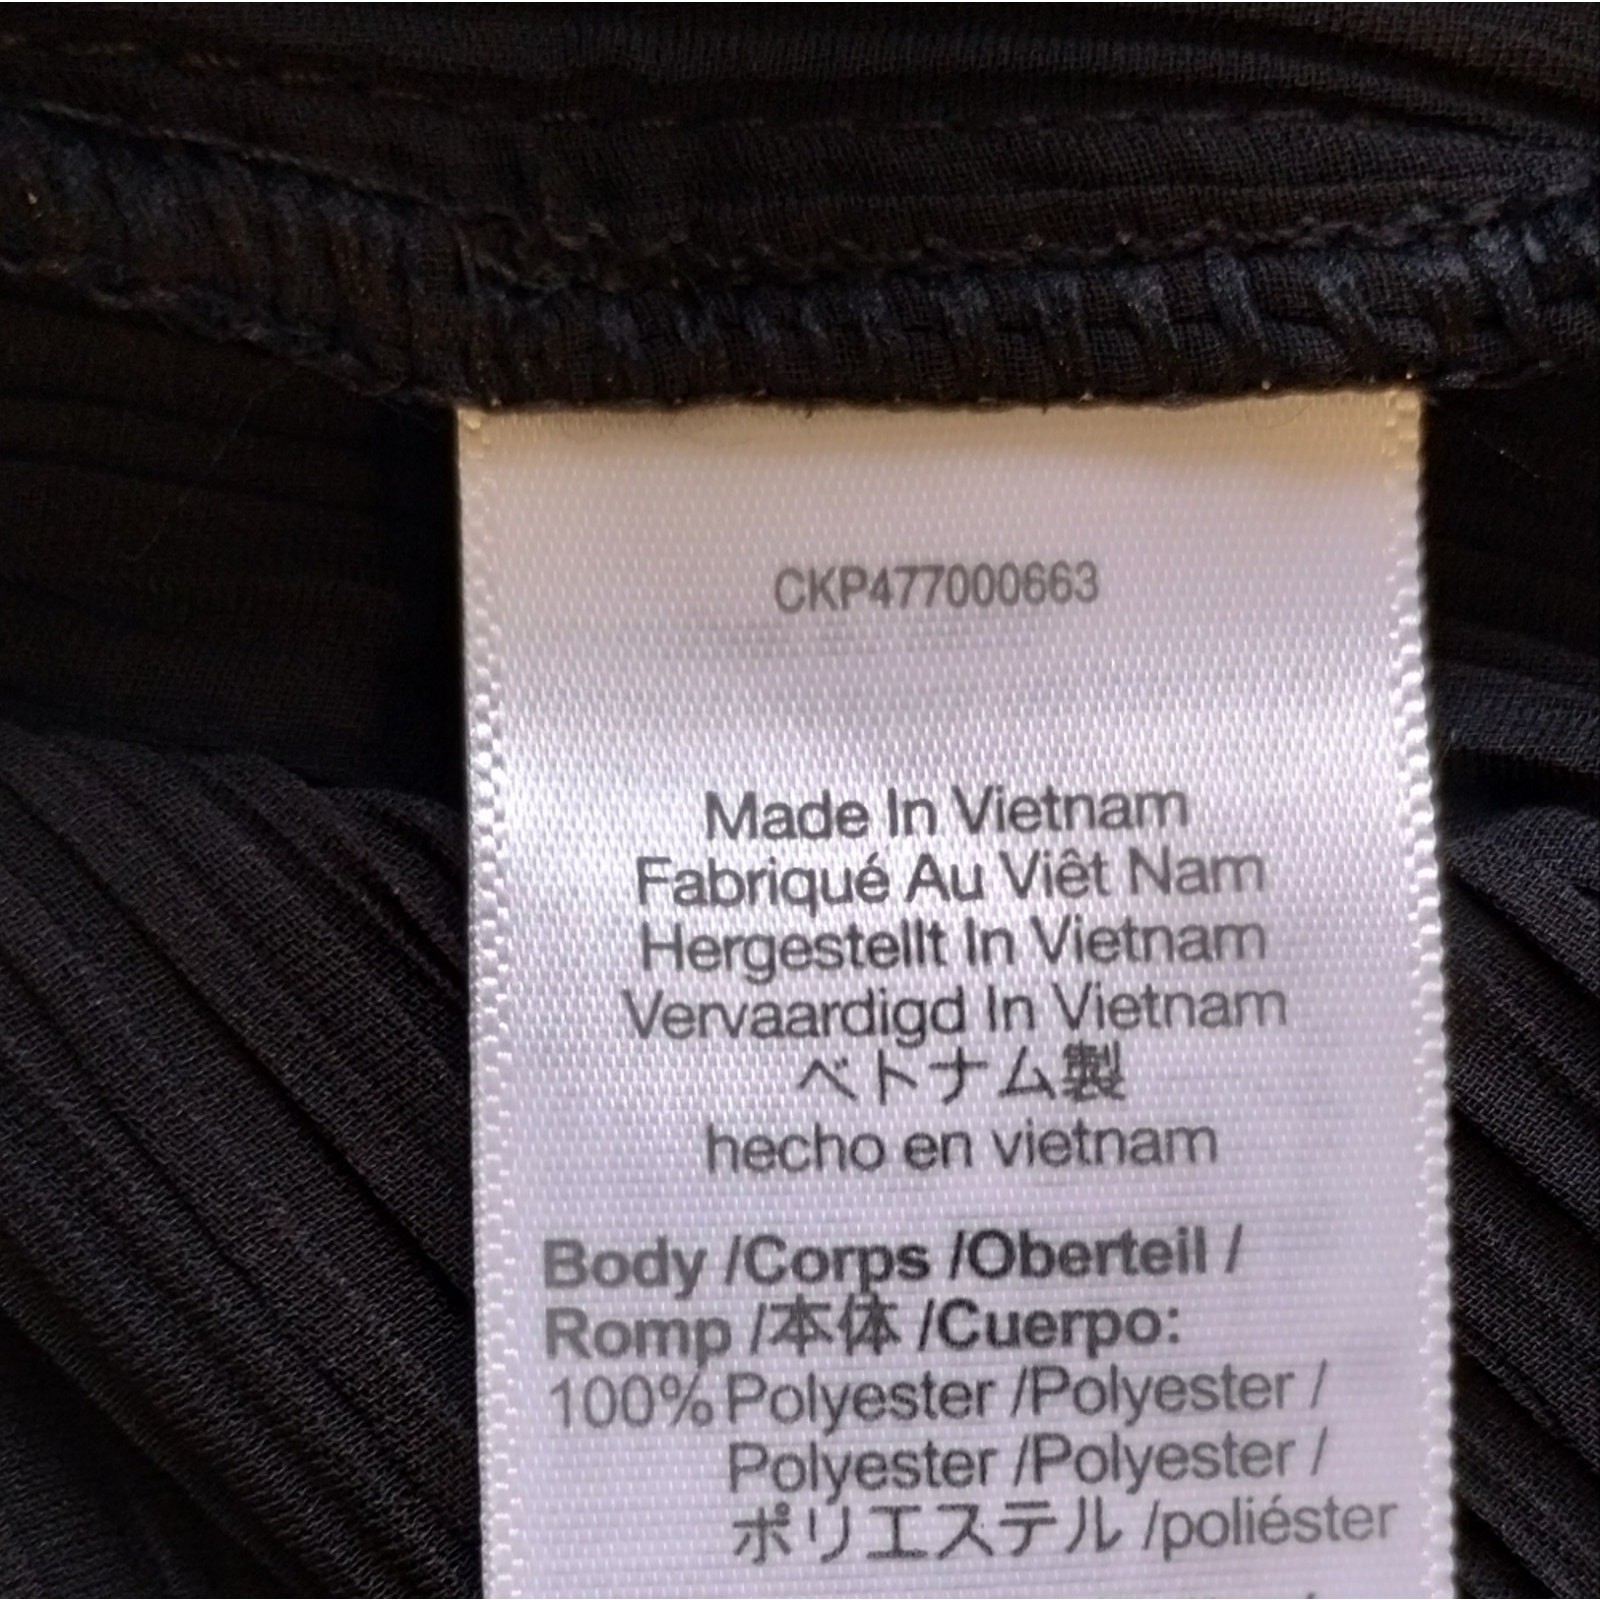 CKP477000663
Made In Vietnam
Fabriqué Au Viêt Nam
Hergestellt In Vietnam
Vervaardigd In Vietnam
ベトナム製
hecho en vietnam
Body /Corps /Oberteil /
Romp /本体 /Cuerpo:
100% Polyester /Polyester /
Polyester /Polyester /
ポリエステル /poliéster